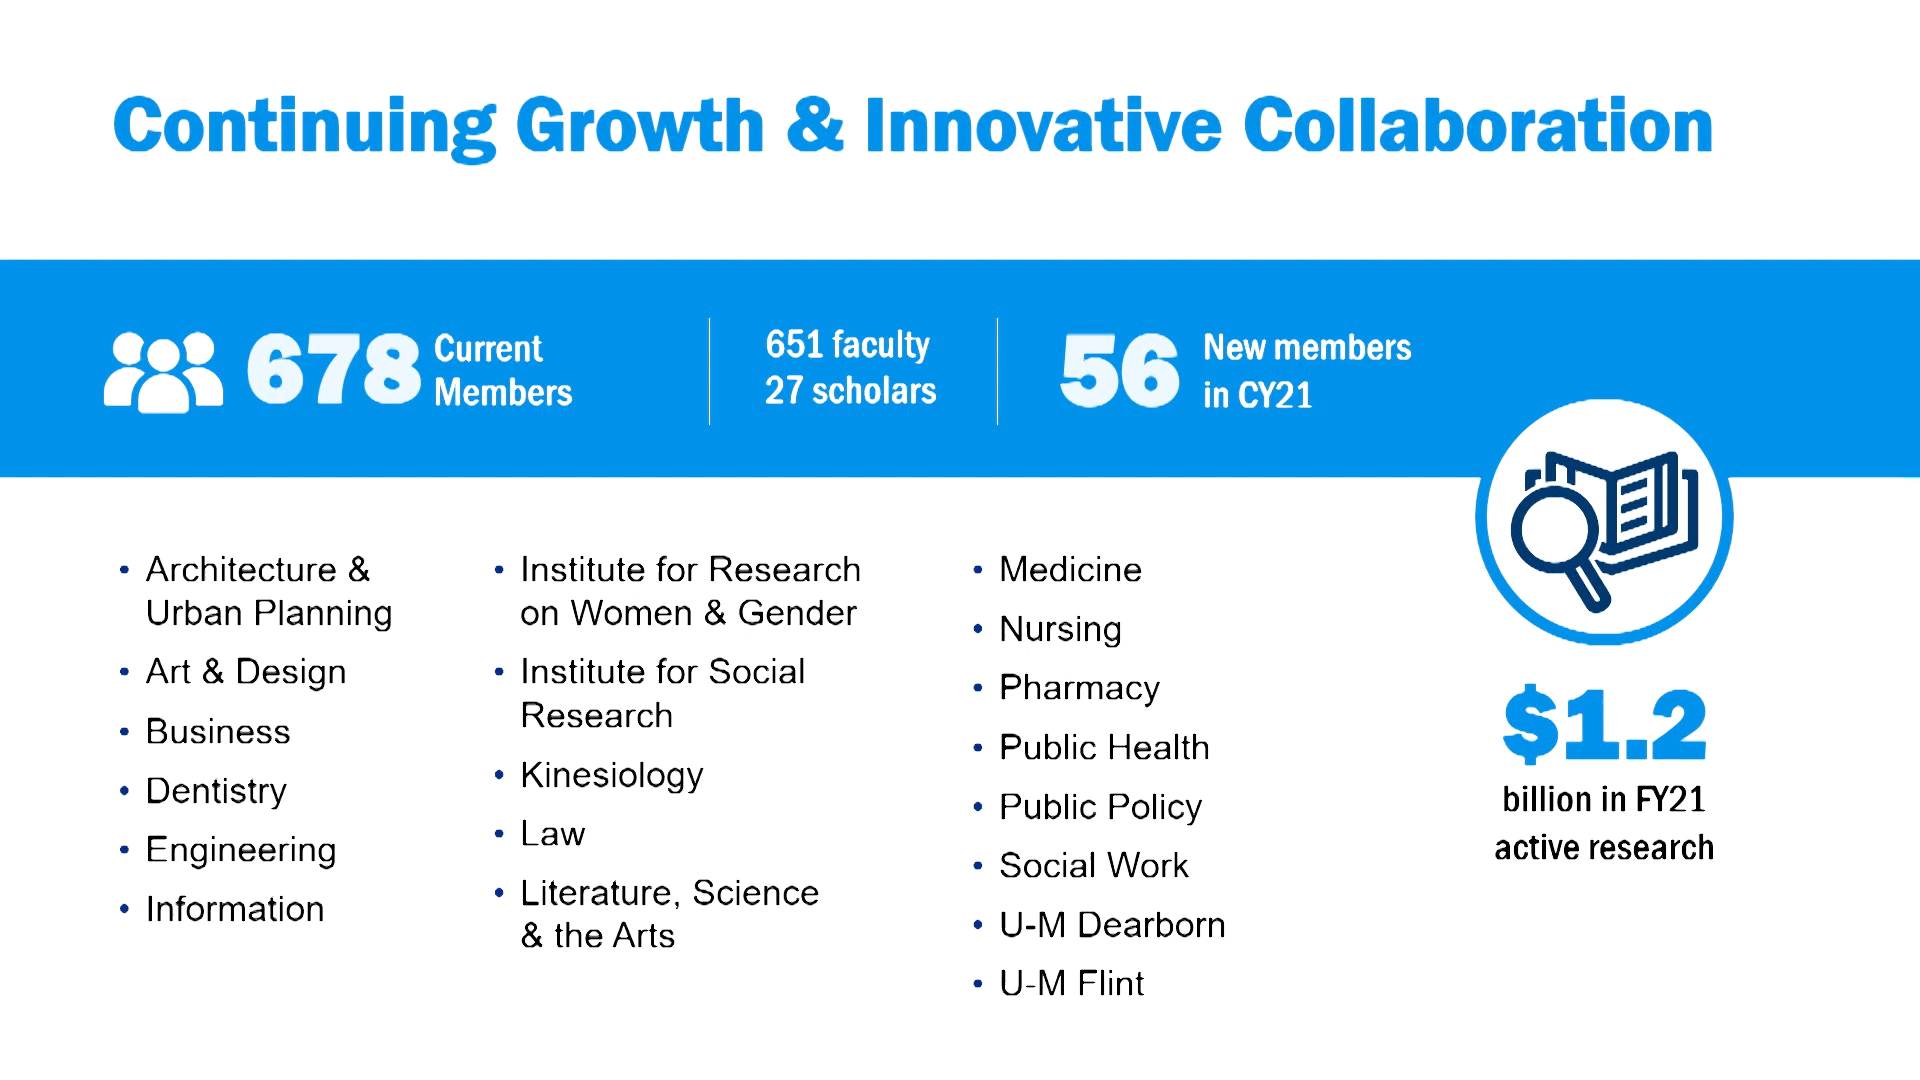 Continuing Growth & Innovative Collaboration
678 Current
Members
651 faculty
27 scholars
56 New members
in CY21
• Architecture &
Urban Planning
• Art & Design
• Business
• Dentistry
• Engineering
• Information
• Institute for Research
on Women & Gender
• Institute for Social
Research
• Kinesiology
• Law
• Literature, Science
& the Arts
• Medicine
• Nursing
• Pharmacy
• Public Health
• Public Policy
• Social Work
• U-M Dearborn
• U-M Flint
$1.2
billion in FY21
active research